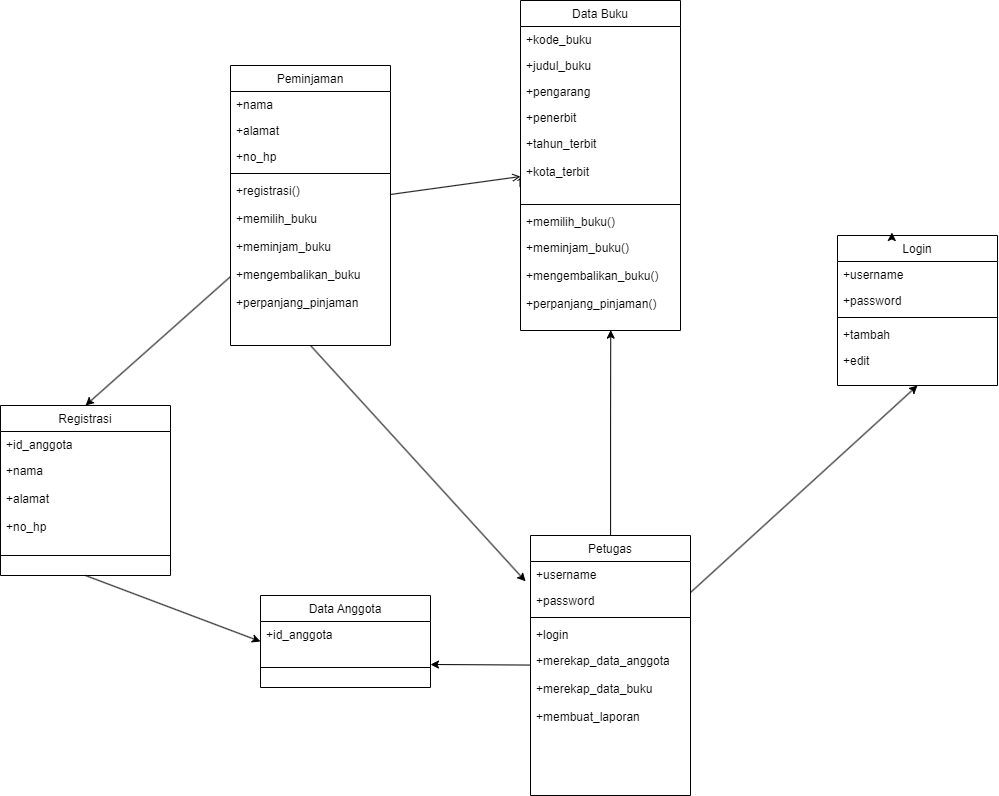 Data Buku
+kode_buku
+judul_buku
+pengarang
+penerbit
+tahun_terbit
+kota_terbit
+memilih_buku()
+meminjam_buku()
+mengembalikan_buku()
+perpanjang_pinjaman()
Peminjaman
+nama
+alamat
+no_hp
+registrasi()
+memilih_buku
+meminjam_buku
+mengembalikan_buku
+perpanjang_pinjaman
Login
+username
+password
+tambah
+edit
Registrasi
+id_anggota
+nama
+alamat
+no_hp
Data Anggota
+id_anggota
Petugas
+username
+password
+login
+merekap_data_anggota
+merekap_data_buku
+membuat_laporan